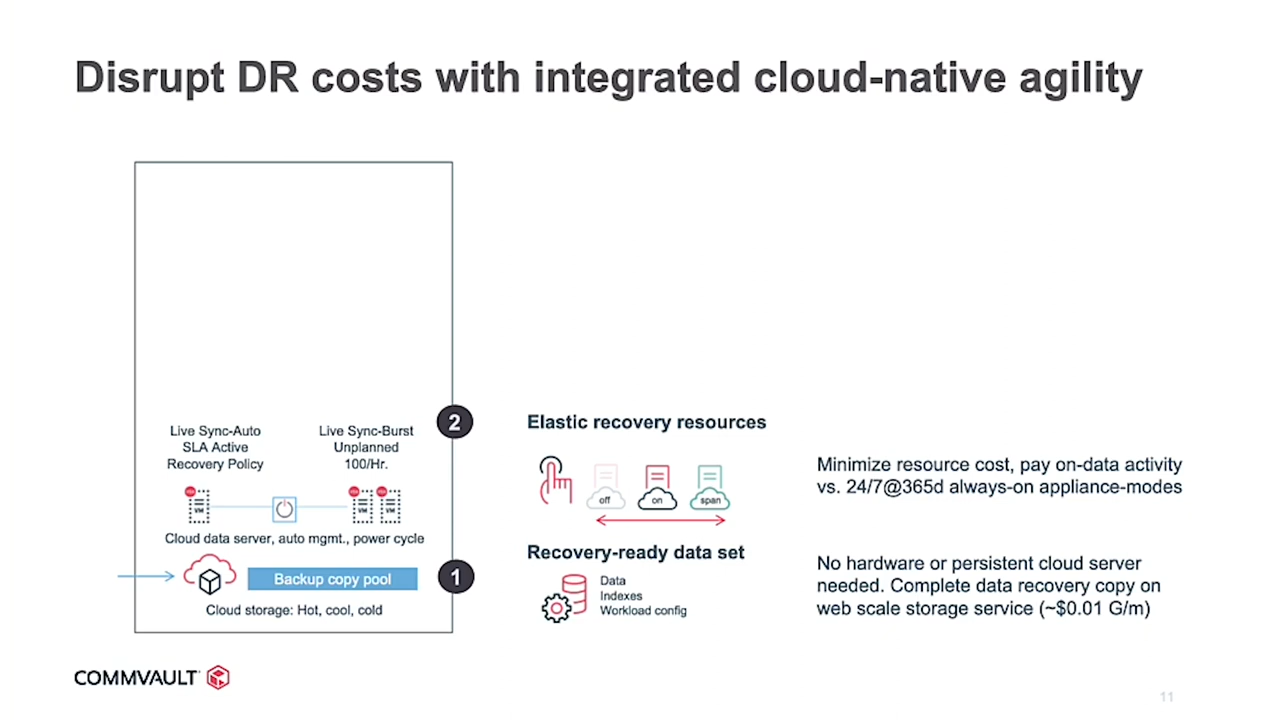 Disrupt DR costs with integrated cloud-native agility
Live Sync-Auto
SLA Active
Recovery Policy
Live Sync-Burst
Unplanned
100/Hr.
VM
VM
VM
Cloud data server, auto mgmt., power cycle
Backup copy pool
Cloud storage: Hot, cool, cold
2
Elastic recovery resources
off
on
span
Minimize resource cost, pay on-data activity
vs. 24/7@365d always-on appliance-modes
1
Recovery-ready data set
Data
Indexes
Workload config
No hardware or persistent cloud server
needed. Complete data recovery copy on
web scale storage service (~$0.01 G/m)
COMMVAULT
11